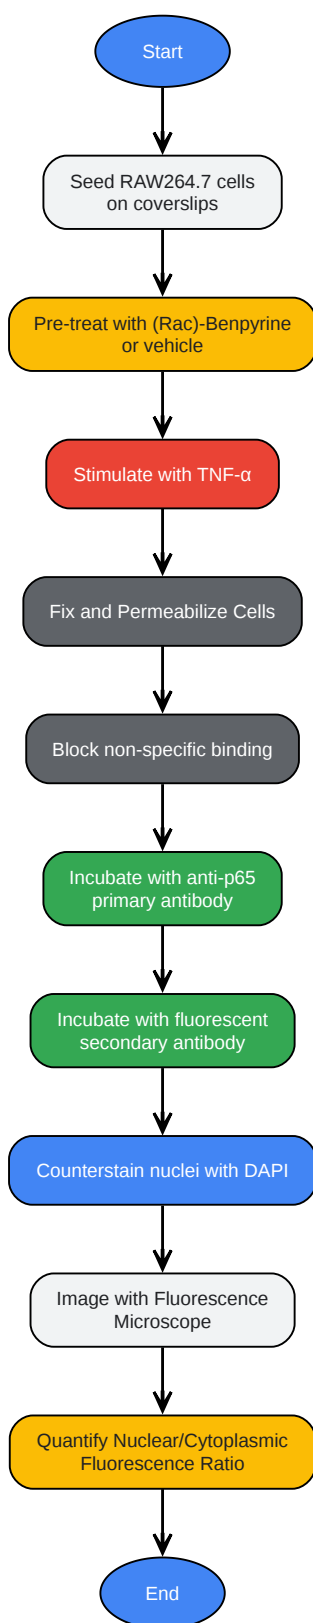 Start
Seed RAW264.7 cells
on coverslips
Pre-treat with (Rac)-Benpyrine
or vehicle
Stimulate with TNF-α
Fix and Permeabilize Cells
Block non-specific binding
Incubate with anti-p65
primary antibody
Incubate with fluorescent
secondary antibody
Counterstain nuclei with DAPI
Image with Fluorescence
Microscope
Quantify Nuclear/Cytoplasmic
Fluorescence Ratio
End